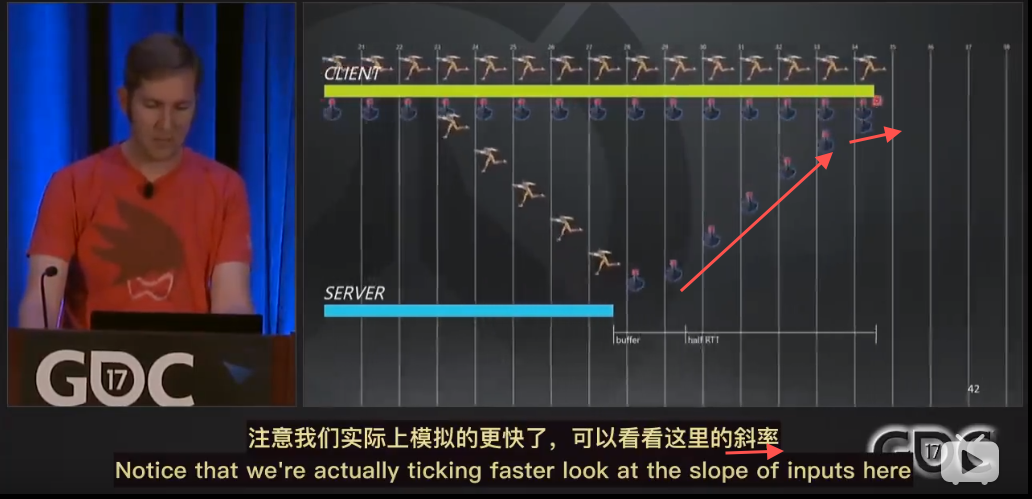 21 22 23 24 25 26 27 28 29 30 31 32 33 34 35 36 37 38
CLIENT
SERVER
buffer
half RTT
42
GDC
17
注意我们实际上模拟的更快了，可以看看这里的斜率
Notice that we're actually ticking faster look at the slope of inputs here
GDC
17